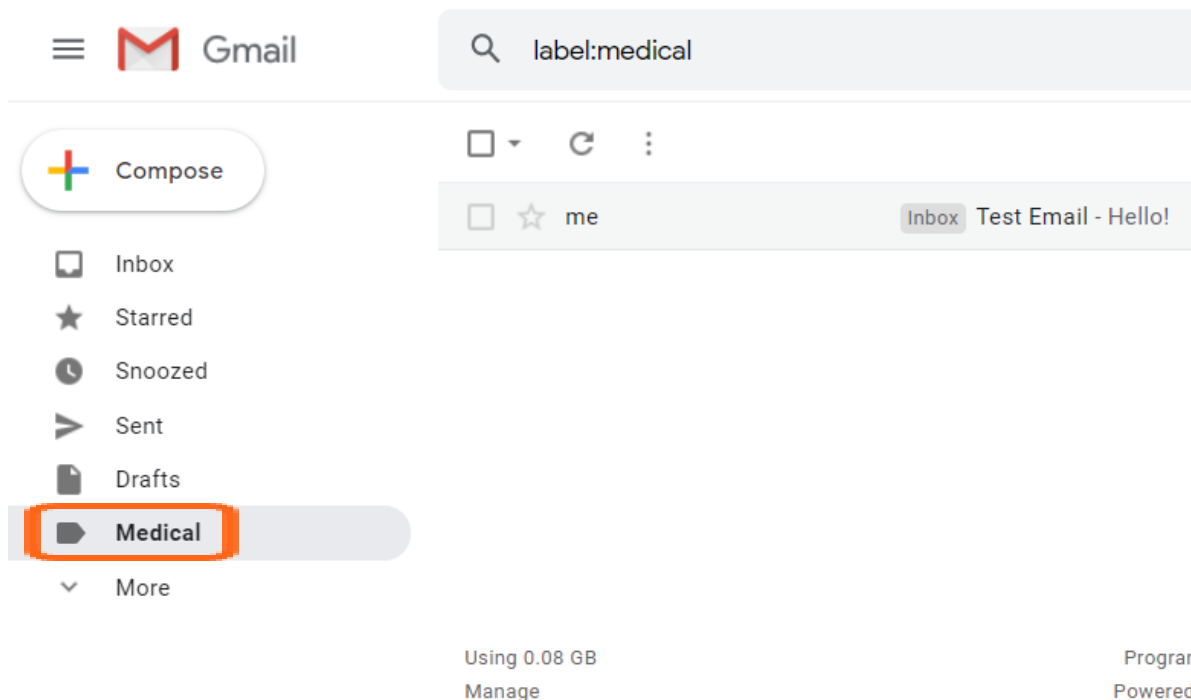 Gmail
label:medical
Compose
me Inbox Test Email - Hello!
Inbox
Starred
Snoozed
Sent
Drafts
Medical
More
Using 0.08 GB
Manage
Powered